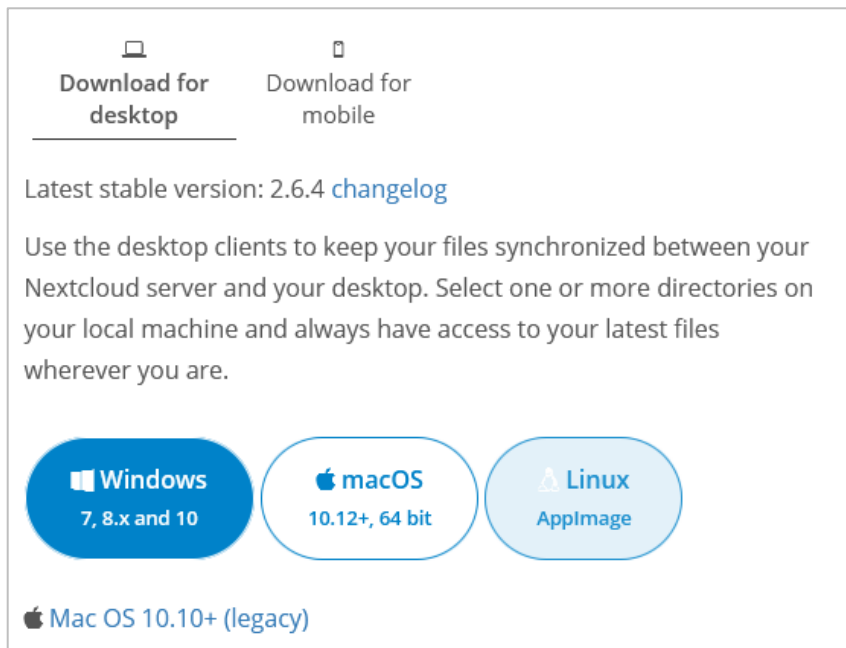 Download for
desktop
Download for
mobile
Latest stable version: 2.6.4 changelog
Use the desktop clients to keep your files synchronized between your
Nextcloud server and your desktop. Select one or more directories on
your local machine and always have access to your latest files
wherever you are.
Windows
7, 8.x and 10
macOS
10.12+, 64 bit
Linux
AppImage
Mac OS 10.10+ (legacy)